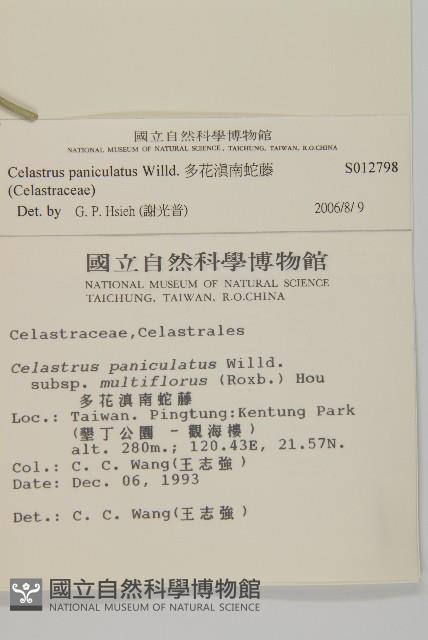 國立自然科學博物館
NATIONAL MUSEUM OF NATURAL SCIENCE, TAICHUNG, TAIWAN, R.O.CHINA
Celastrus paniculatus Willd. 多花滇南蛇藤 S012798
(Celastraceae)
Det. by G. P. Hsieh (謝光普) 2006/8/9
國立自然科學博物館
NATIONAL MUSEUM OF NATURAL SCIENCE
TAICHUNG, TAIWAN, R.O.CHINA
Celastraceae,Celastrales
Celastrus paniculatus Willd.
subsp. multiflorus (Roxb.) Hou
多花滇南蛇藤
Loc.: Taiwan. Pingtung:Kentung Park
(墾丁公園 - 觀海樓)
alt. 280m.; 120.43E, 21.57N.
Col.: C. C. Wang(王志強)
Date: Dec. 06, 1993
Det.: C. C. Wang(王志強)
國立自然科學博物館
NATIONAL MUSEUM OF NATURAL SCIENCE